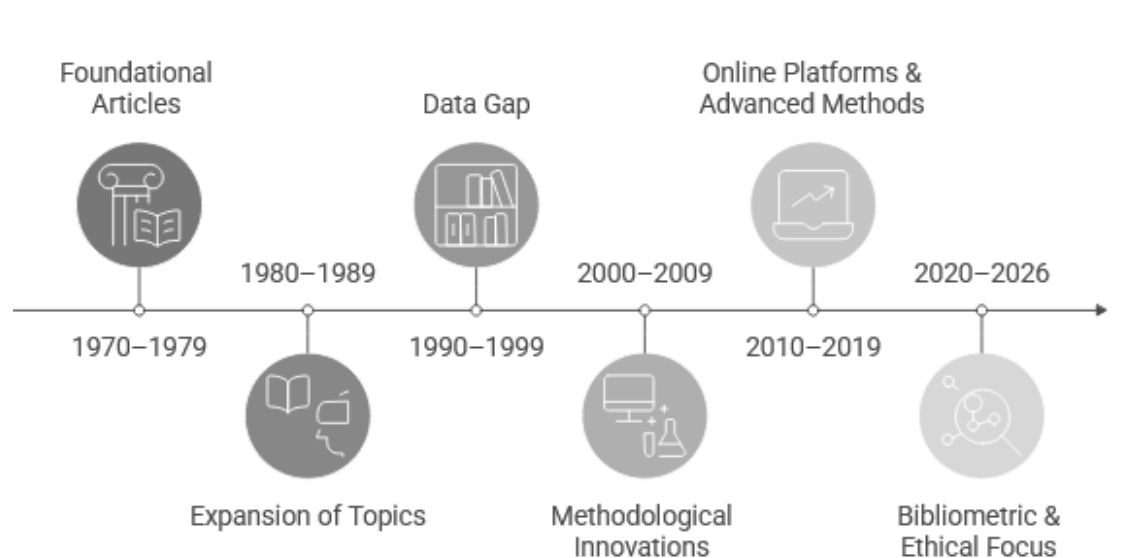 Foundational
Articles
Data Gap
Online Platforms &
Advanced Methods
1980–1989
2000–2009
2020–2026
1970–1979
1990–1999
2010–2019
Expansion of Topics
Methodological
Innovations
Bibliometric &
Ethical Focus